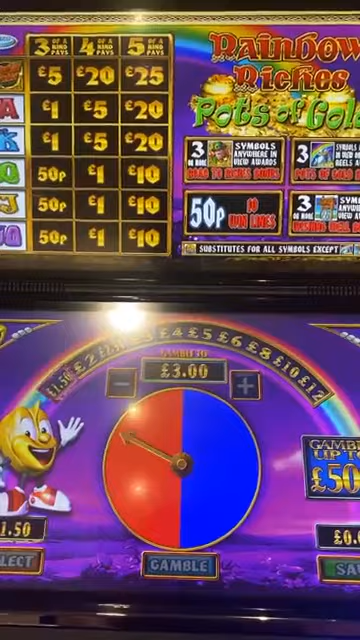 3 OF A KIND PAYS 4 OF A KIND PAYS 5 OF A KIND PAYS
£5 £20 £25
A £1 £5 £20
K £1 £5 £20
50p £1 £10
J 50p £1 £10
50p £1 £10
Rainbow
Riches
Pots of Gold
3 OR MORE SYMBOLS ANYWHERE IN VIEW AWARDS
ROAD TO RICHES BONUS
3 OR MORE
POTS OF GOLD
50p 10 WIN LINES
3 OR MORE
WISHING WELL
SUBSTITUTES FOR ALL SYMBOLS EXCEPT
£1.50 £2 £3 £4 £5 £6 £8 £10 £12
GAMBLE TO
- £3.00 +
GAMBLE
UP TO
£50
1.50
£0.
GAMBLE